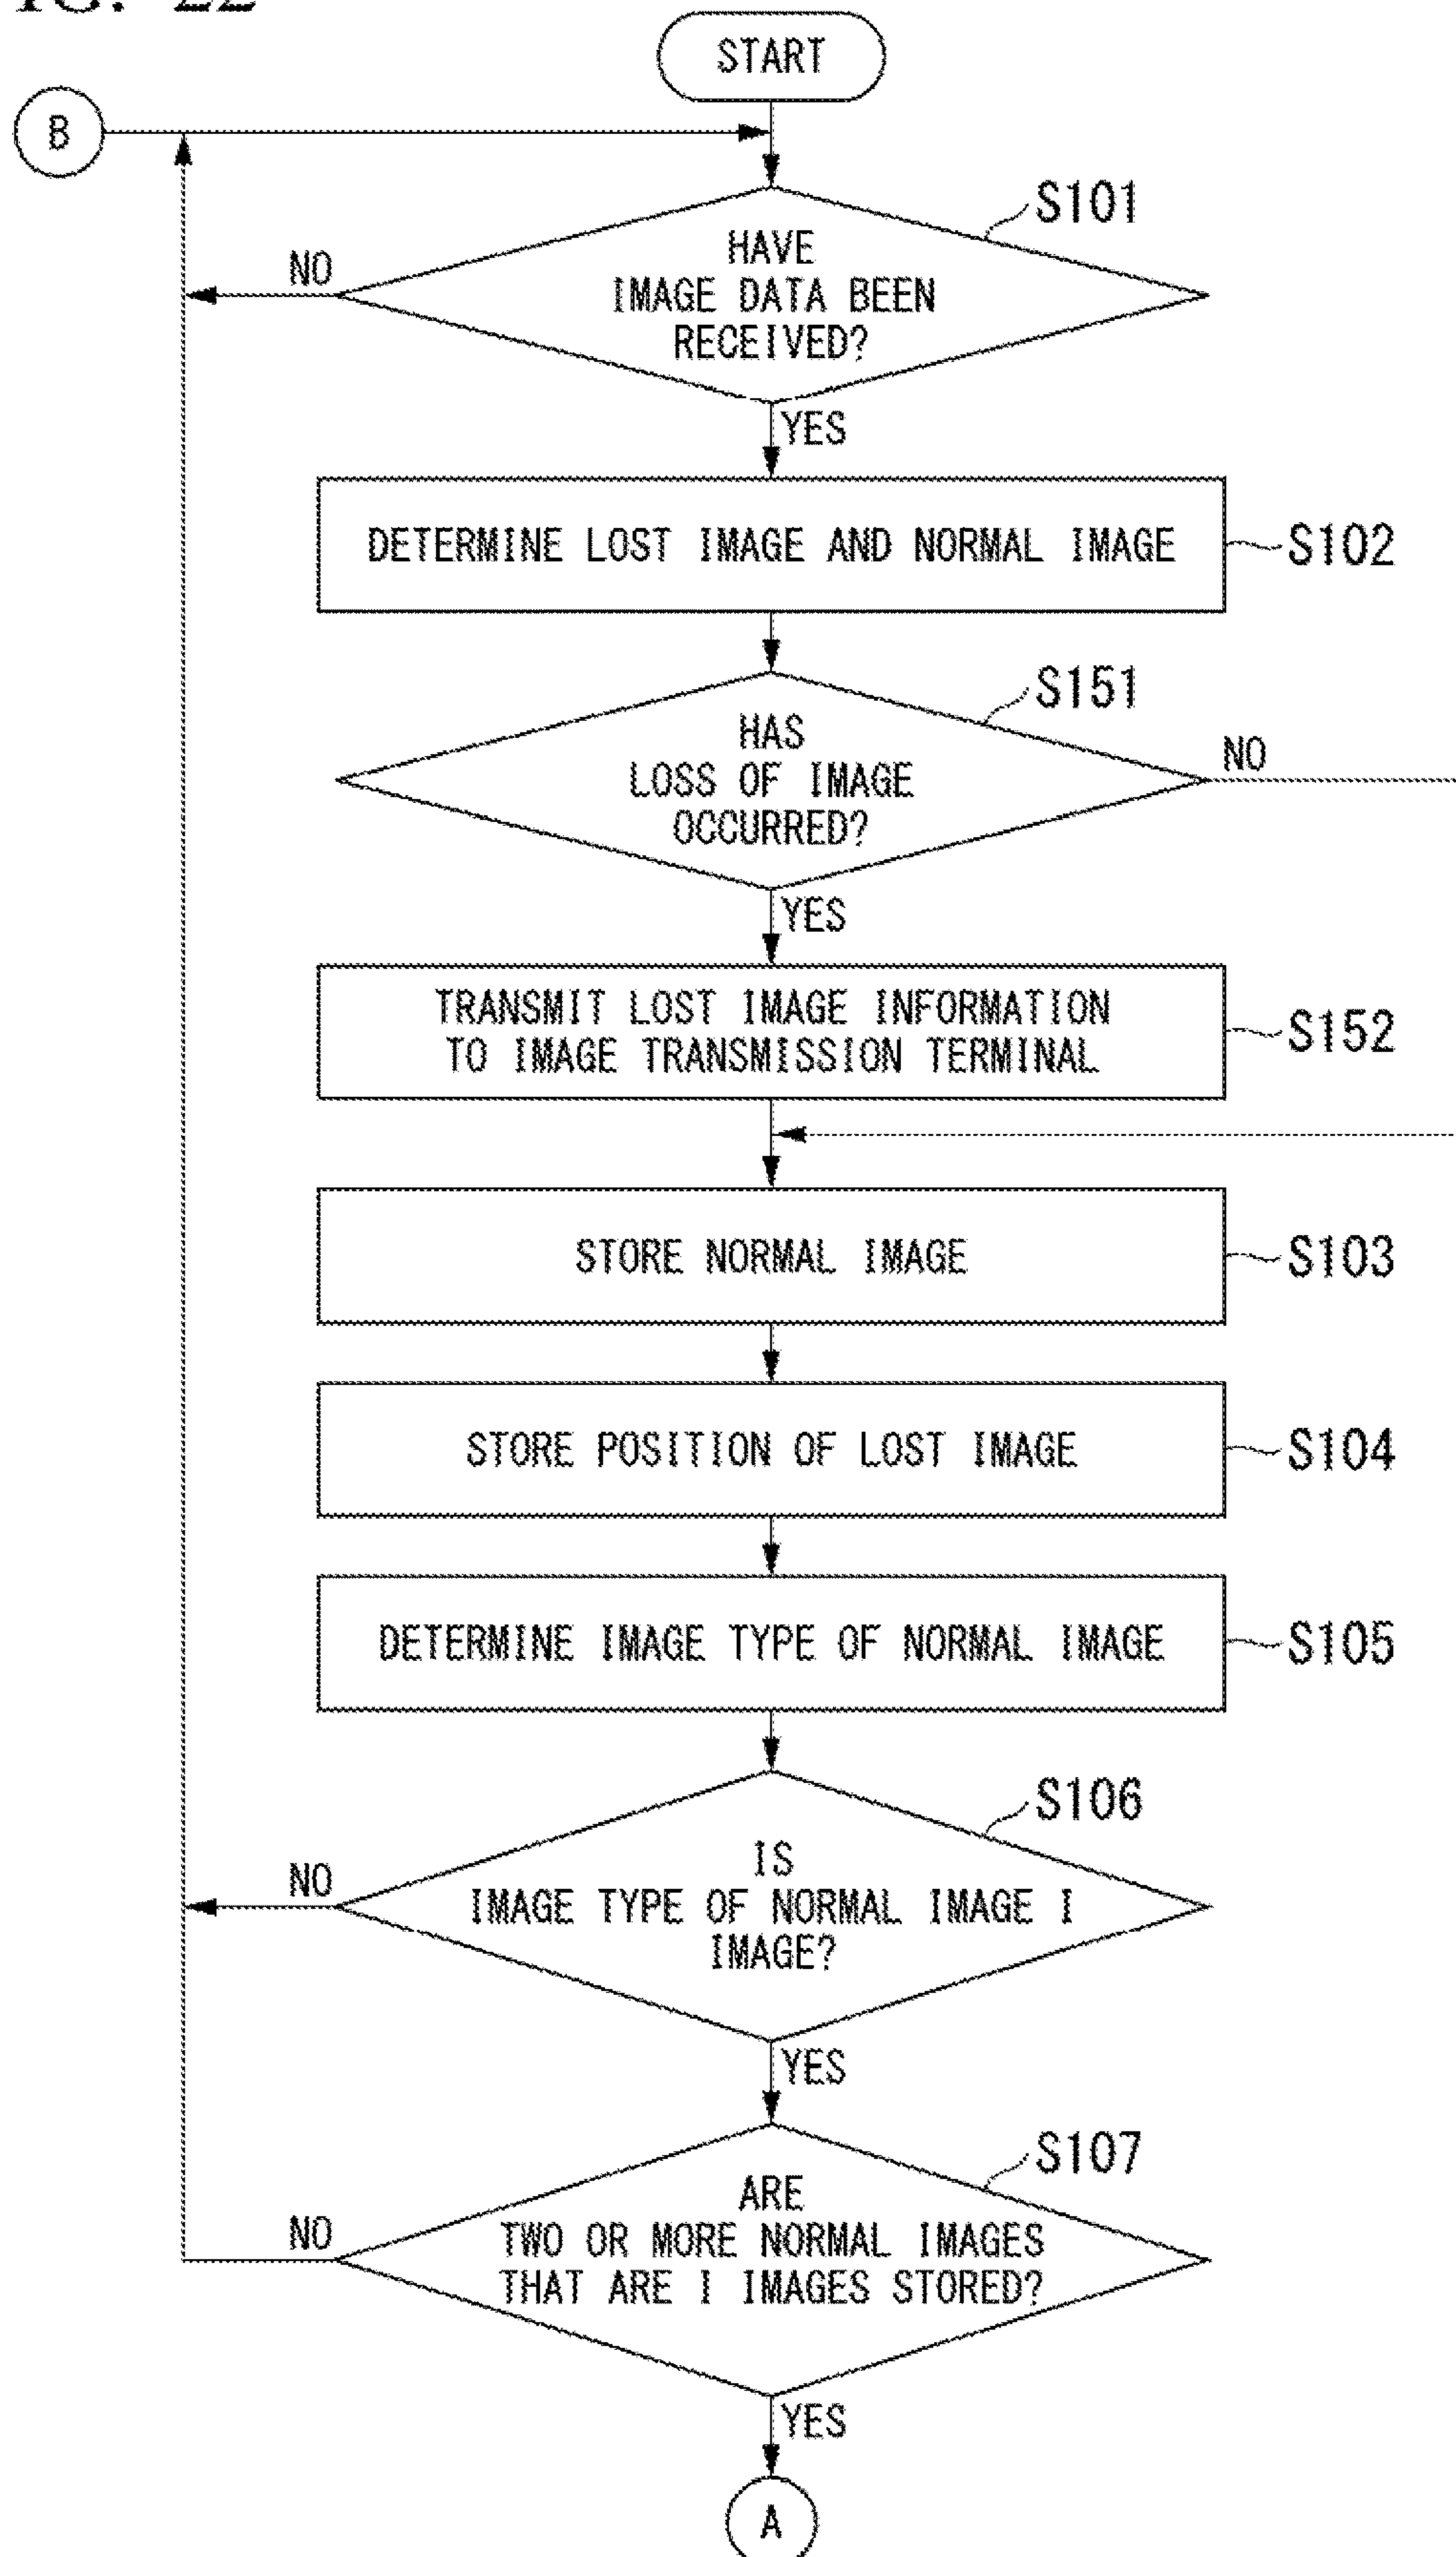 START
B
S101
HAVE
IMAGE DATA BEEN
RECEIVED?
NO
YES
DETERMINE LOST IMAGE AND NORMAL IMAGE
S102
S151
HAS
LOSS OF IMAGE
OCCURRED?
NO
YES
TRANSMIT LOST IMAGE INFORMATION
TO IMAGE TRANSMISSION TERMINAL
S152
STORE NORMAL IMAGE
S103
STORE POSITION OF LOST IMAGE
S104
DETERMINE IMAGE TYPE OF NORMAL IMAGE
S105
S106
IS
IMAGE TYPE OF NORMAL IMAGE I
IMAGE?
NO
YES
S107
ARE
TWO OR MORE NORMAL IMAGES
THAT ARE I IMAGES STORED?
NO
YES
A